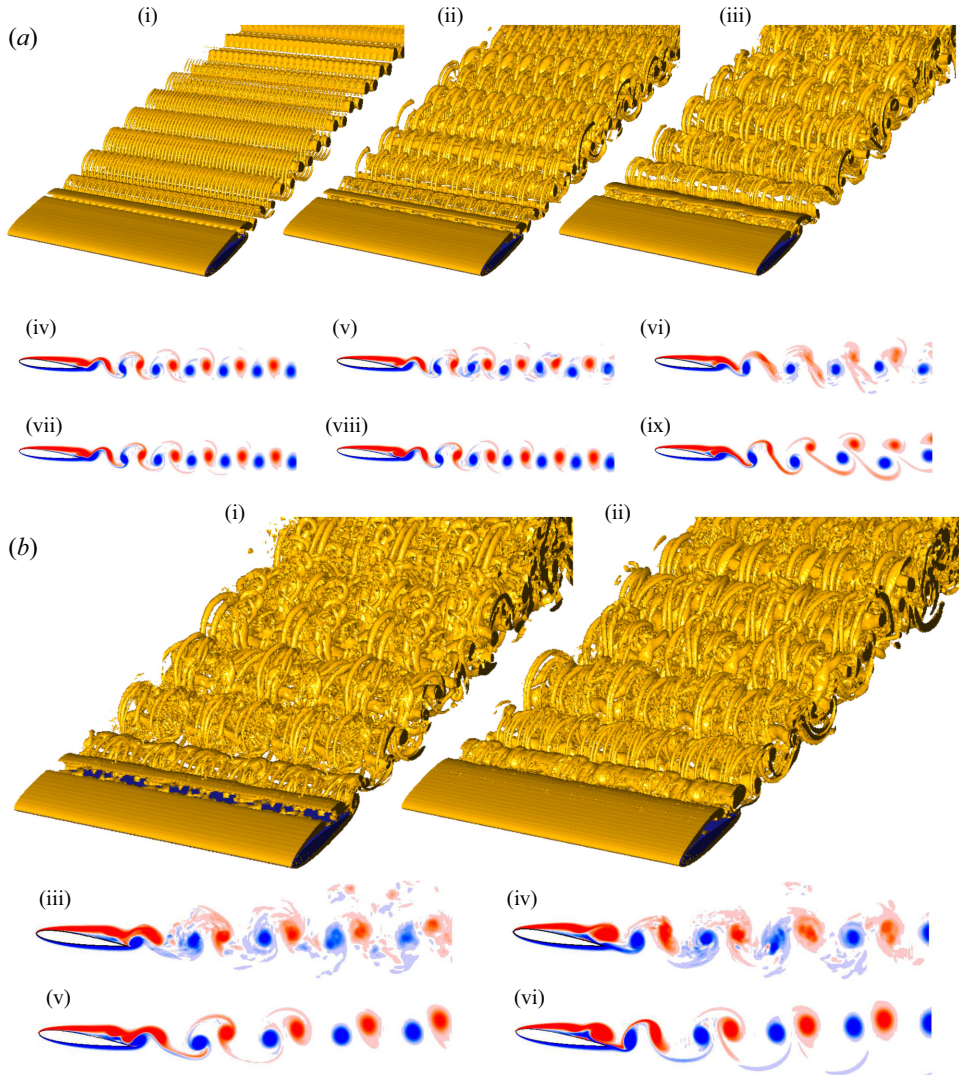 (i) (ii) (iii)
(a)
(iv) (v) (vi)
(vii) (viii) (ix)
(i) (ii)
(b)
(iii) (iv)
(v) (vi)